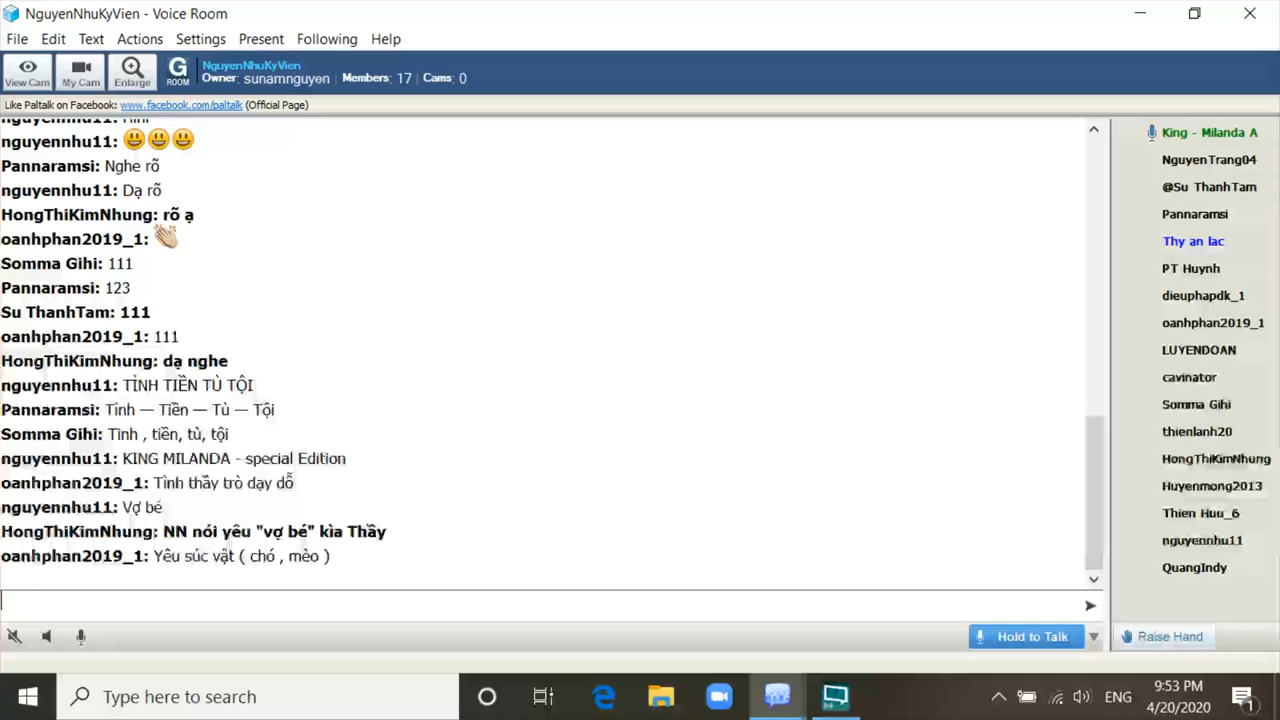 NguyenNhuKyVien - Voice Room
File Edit Text Actions Settings Present Following Help
View Cam My Cam Enlarge G ROOM NguyenNhuKyVien
Owner: sunamnguyen Members: 17 Cams: 0
Like Paltalk on Facebook: www.facebook.com/paltalk (Official Page)
nguyennhu11:
nguyennhu11: 😃😃😃
Pannaramsi: Nghe rõ
nguyennhu11: Dạ rõ
HongThiKimNhung: rõ ạ
oanhphan2019_1: 👏
Somma Gihi: 111
Pannaramsi: 123
Su ThanhTam: 111
oanhphan2019_1: 111
HongThiKimNhung: dạ nghe
nguyennhu11: TÌNH TIỀN TÙ TỘI
Pannaramsi: Tình — Tiền — Tù — Tội
Somma Gihi: Tình , tiền, tù, tội
nguyennhu11: KING MILANDA - special Edition
oanhphan2019_1: Tình thầy trò dạy dỗ
nguyennhu11: Vợ bé
HongThiKimNhung: NN nói yêu "vợ bé" kìa Thầy
oanhphan2019_1: Yêu súc vật ( chó , mèo )
King - Milanda A
NguyenTrang04
@Su ThanhTam
Pannaramsi
Thy an lac
PT Huynh
dieuphapdk_1
oanhphan2019_1
LUYENDOAN
cavinator
Somma Gihi
thienlanh20
HongThiKimNhung
Huyenmong2013
Thien Huu_6
nguyennhu11
QuangIndy
Hold to Talk
Raise Hand
Type here to search
ENG
9:53 PM
4/20/2020
1